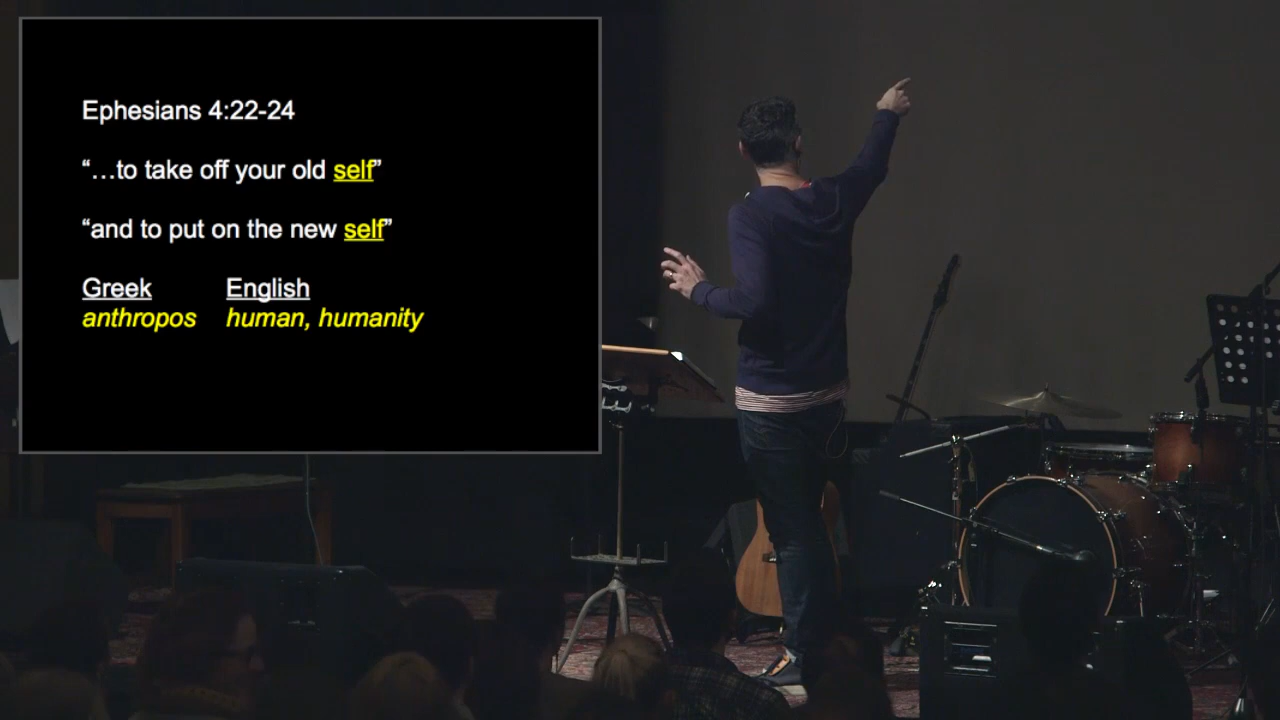 Ephesians 4:22-24
“…to take off your old self”
“and to put on the new self”
Greek English
anthropos human, humanity